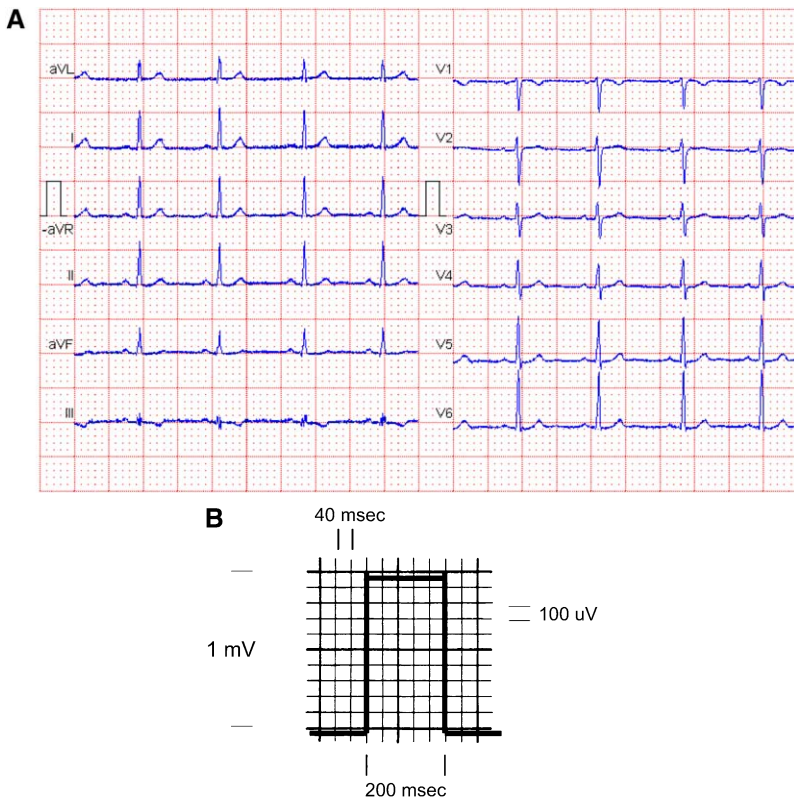 A
aVL
I
-aVR
II
aVF
III
V1
V2
V3
V4
V5
V6
B
40 msec
1 mV
100 uV
200 msec